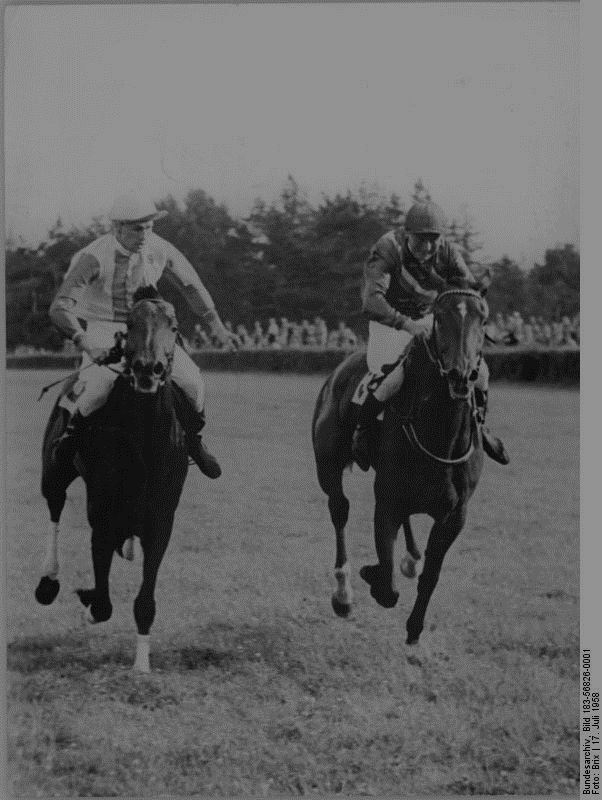 Bundesarchiv, Bild 183-56826-0001
Foto: Brix | 17. Juli 1958